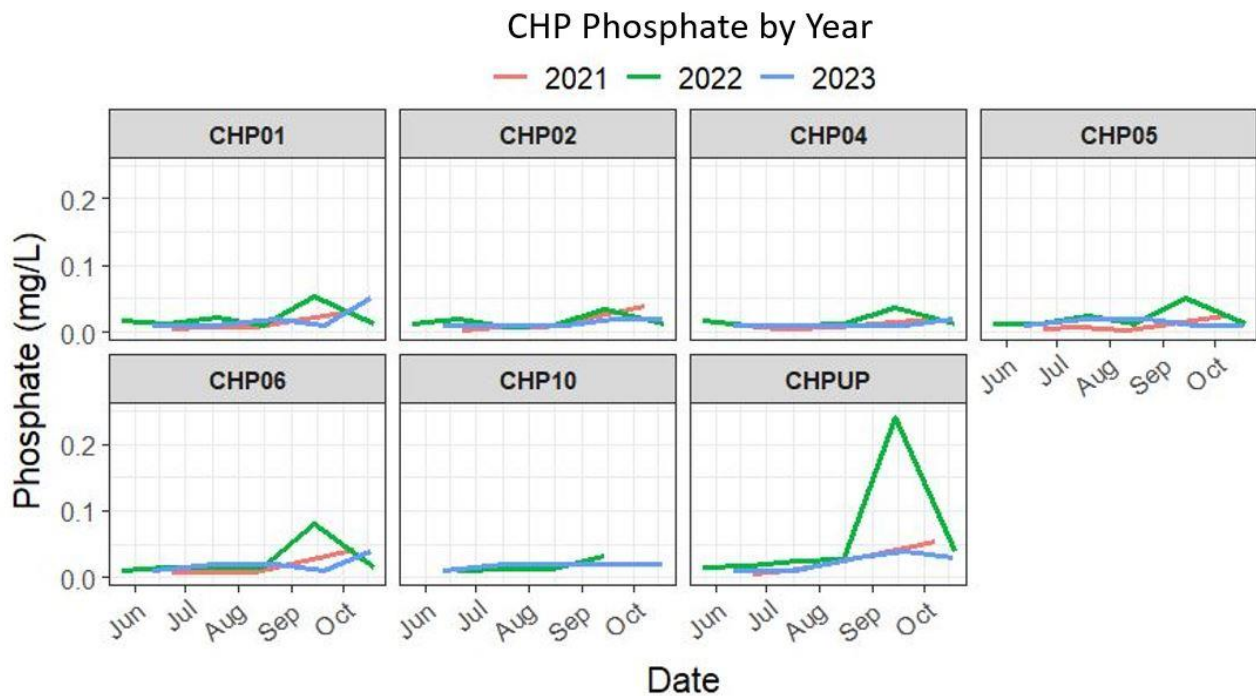 CHP Phosphate by Year
2021 2022 2023
CHP01 CHP02 CHP04 CHP05
0.2
0.1
0.0
Jun Jul Aug Sep Oct
CHP06 CHP10 CHPUP
0.2
0.1
0.0
Jun Jul Aug Sep Oct Jun Jul Aug Sep Oct Jun Jul Aug Sep Oct
Phosphate (mg/L)
Date